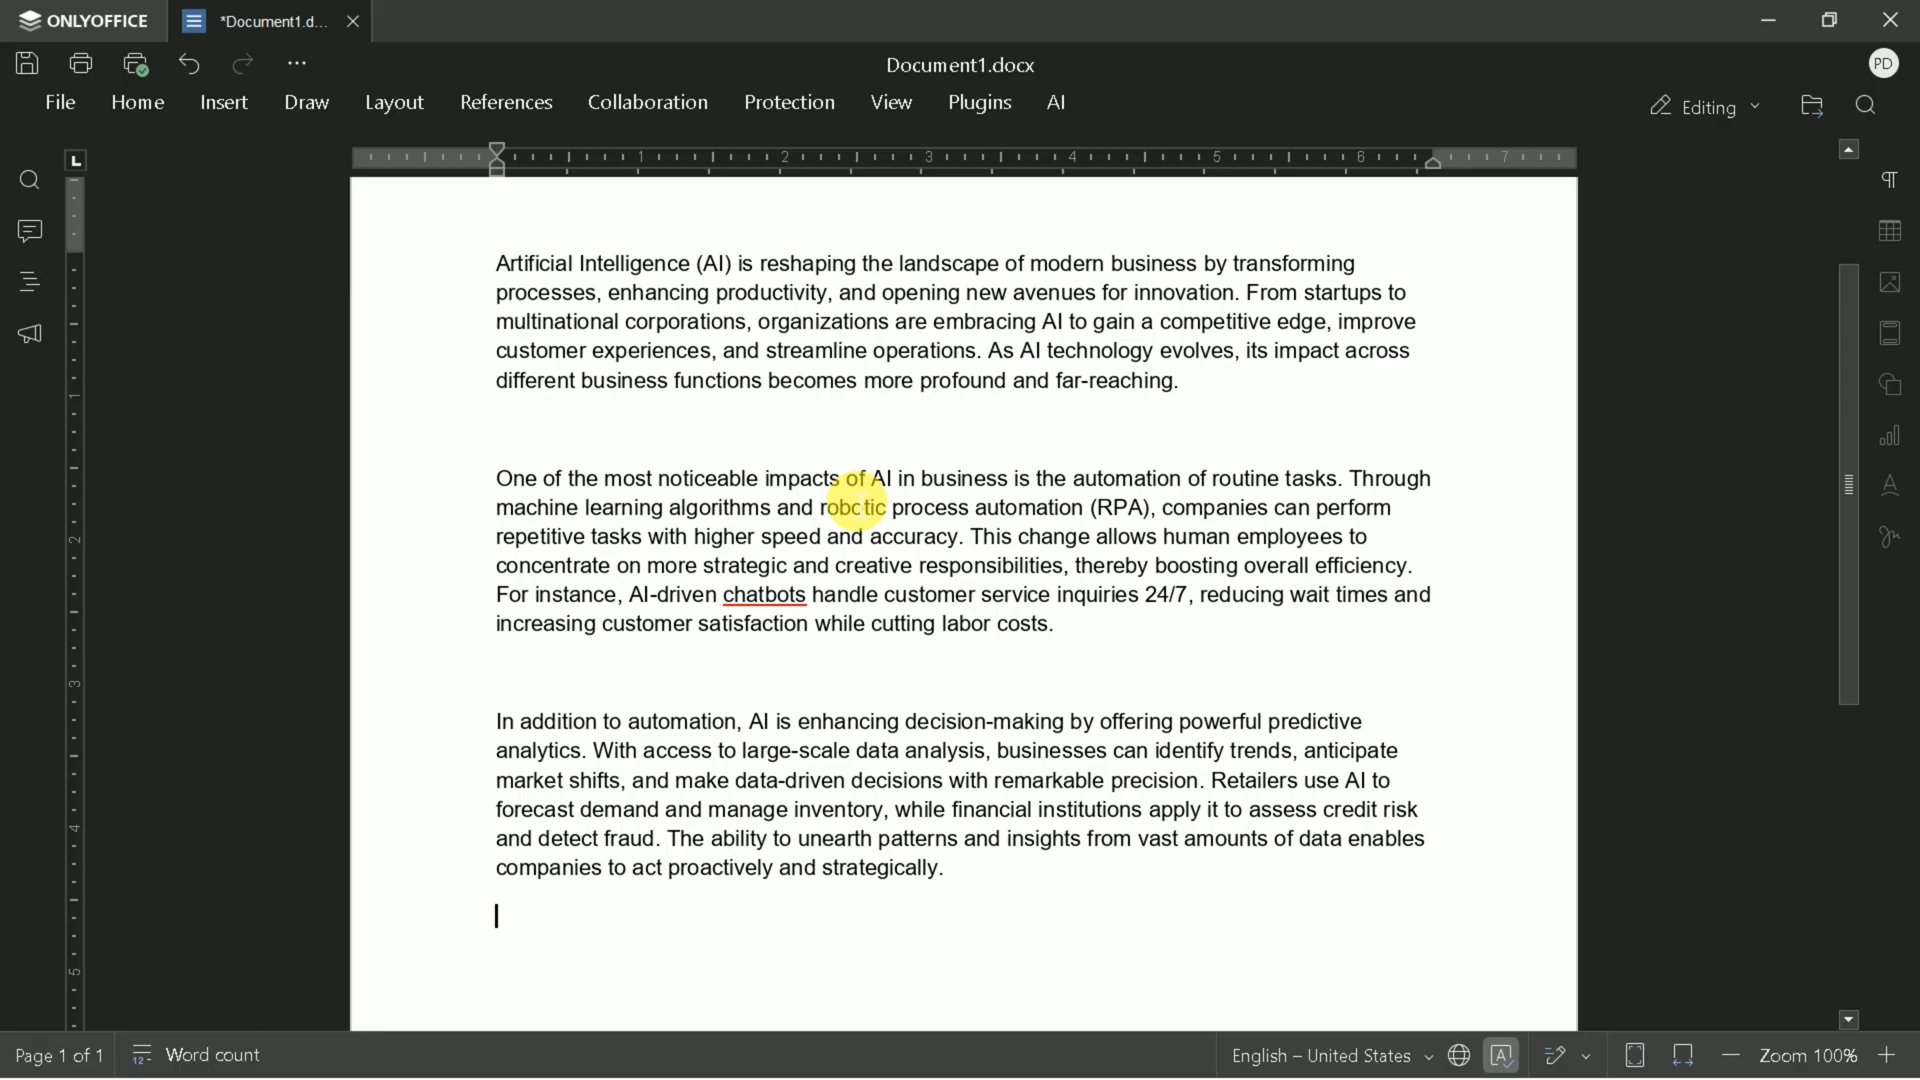 ONLYOFFICE
*Document1.d...
Document1.docx
PD
File Home Insert Draw Layout References Collaboration Protection View Plugins AI
Editing
L
1 2 3 4 5 6 7
Artificial Intelligence (AI) is reshaping the landscape of modern business by transforming
processes, enhancing productivity, and opening new avenues for innovation. From startups to
multinational corporations, organizations are embracing AI to gain a competitive edge, improve
customer experiences, and streamline operations. As AI technology evolves, its impact across
different business functions becomes more profound and far-reaching.
One of the most noticeable impacts of AI in business is the automation of routine tasks. Through
machine learning algorithms and robotic process automation (RPA), companies can perform
repetitive tasks with higher speed and accuracy. This change allows human employees to
concentrate on more strategic and creative responsibilities, thereby boosting overall efficiency.
For instance, AI-driven chatbots handle customer service inquiries 24/7, reducing wait times and
increasing customer satisfaction while cutting labor costs.
In addition to automation, AI is enhancing decision-making by offering powerful predictive
analytics. With access to large-scale data analysis, businesses can identify trends, anticipate
market shifts, and make data-driven decisions with remarkable precision. Retailers use AI to
forecast demand and manage inventory, while financial institutions apply it to assess credit risk
and detect fraud. The ability to unearth patterns and insights from vast amounts of data enables
companies to act proactively and strategically.
1
2
3
4
5
Page 1 of 1 Word count
English – United States
Zoom 100%